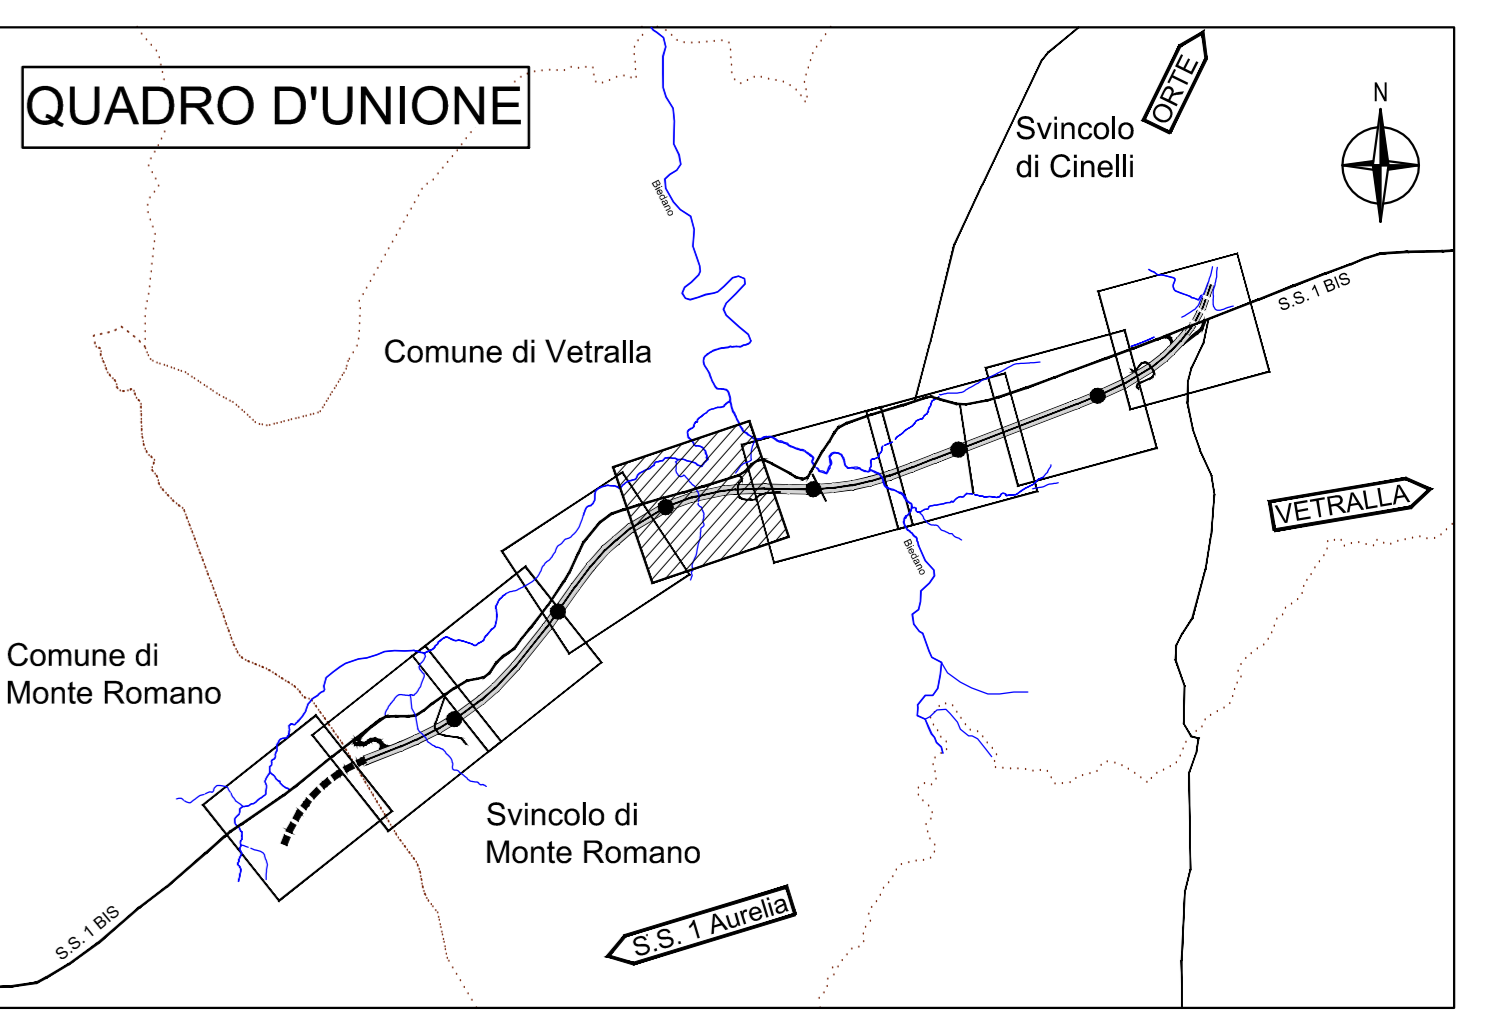 QUADRO D'UNIONE
ORTE
N
Svincolo
di Cinelli
Biedano
S.S. 1 BIS
Comune di Vetralla
VETRALLA
Biedano
Comune di
Monte Romano
Svincolo di
Monte Romano
S.S. 1 Aurelia
S.S. 1 BIS